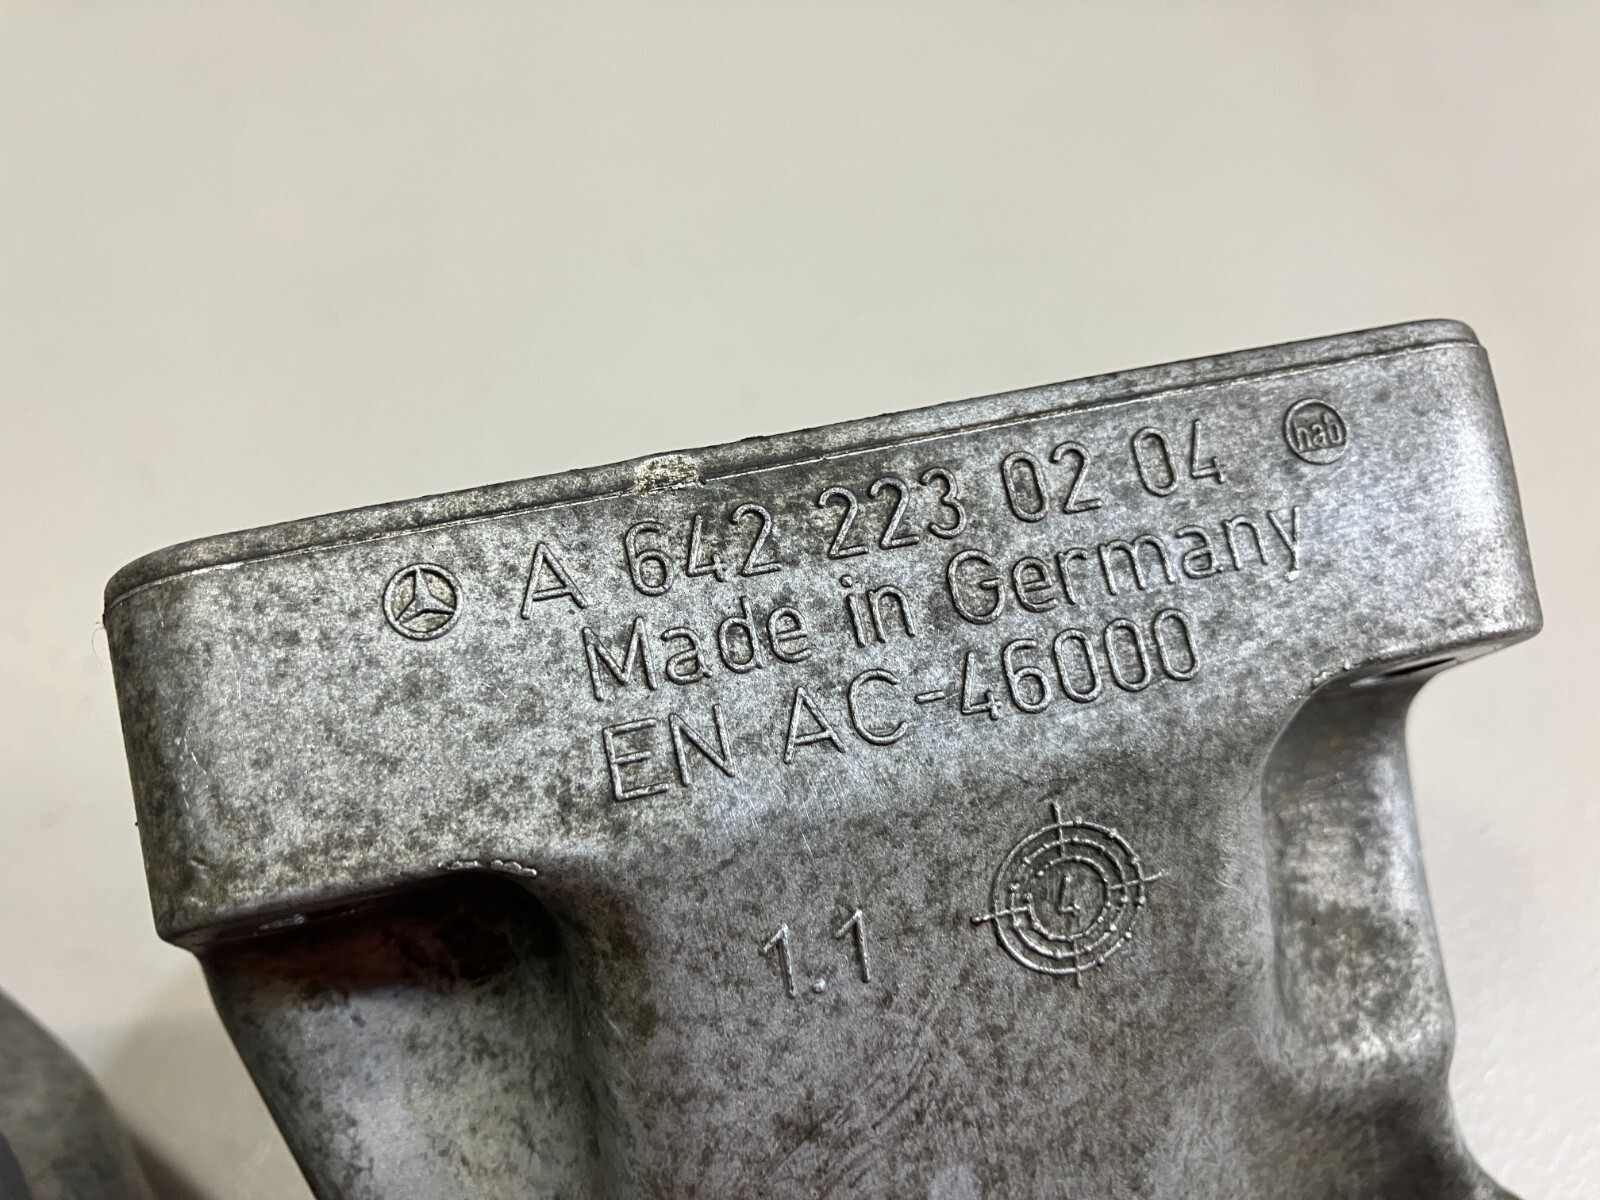 A 642 223 02 04 hab
Made in Germany
EN AC-46000
1.1 4